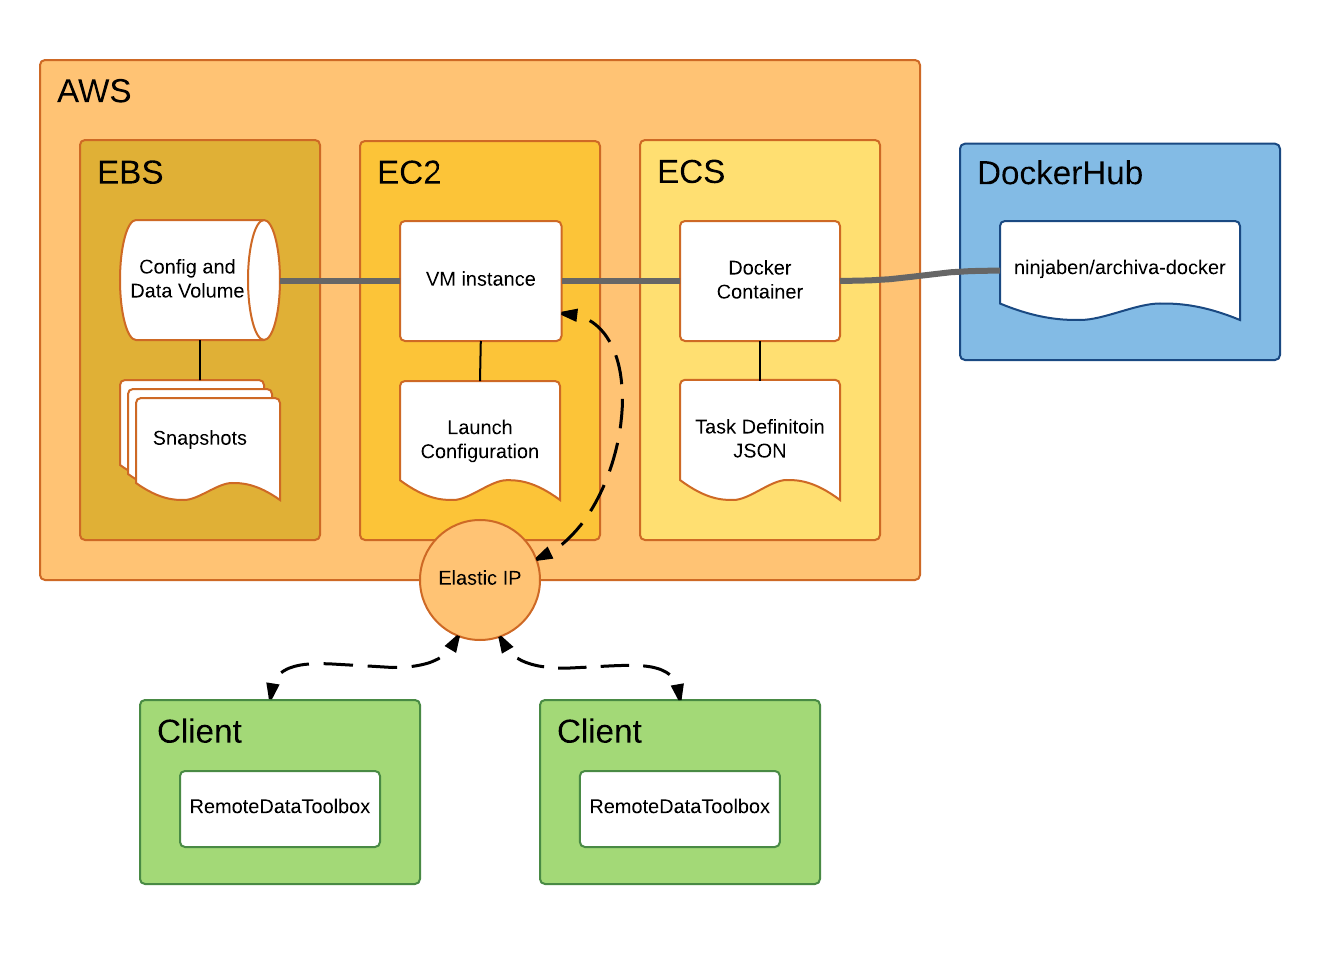 AWS
EBS
Config and
Data Volume
Snapshots
EC2
VM instance
Launch
Configuration
ECS
Docker
Container
Task Definitoin
JSON
DockerHub
ninjaben/archiva-docker
Elastic IP
Client
RemoteDataToolbox
Client
RemoteDataToolbox